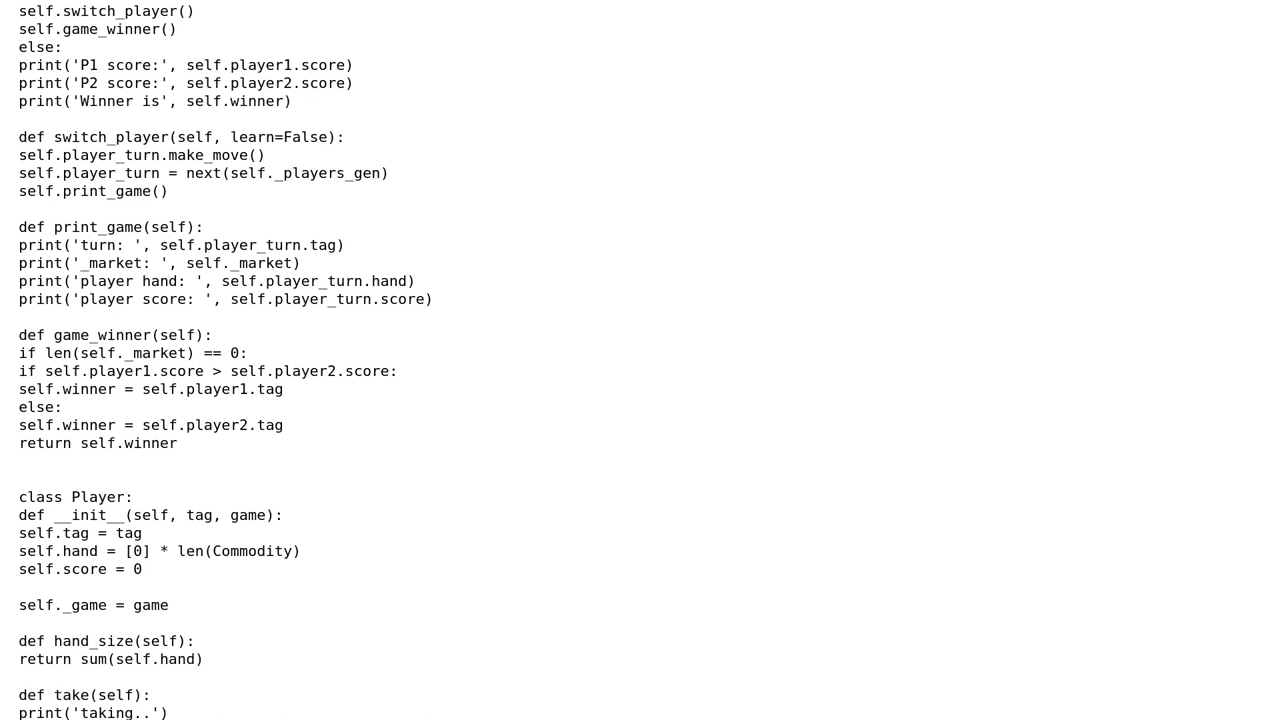 self.switch_player()
self.game_winner()
else:
print('P1 score:', self.player1.score)
print('P2 score:', self.player2.score)
print('Winner is', self.winner)

def switch_player(self, learn=False):
self.player_turn.make_move()
self.player_turn = next(self._players_gen)
self.print_game()

def print_game(self):
print('turn: ', self.player_turn.tag)
print('_market: ', self._market)
print('player hand: ', self.player_turn.hand)
print('player score: ', self.player_turn.score)

def game_winner(self):
if len(self._market) == 0:
if self.player1.score > self.player2.score:
self.winner = self.player1.tag
else:
self.winner = self.player2.tag
return self.winner


class Player:
def __init__(self, tag, game):
self.tag = tag
self.hand = [0] * len(Commodity)
self.score = 0

self._game = game

def hand_size(self):
return sum(self.hand)

def take(self):
print('taking..')